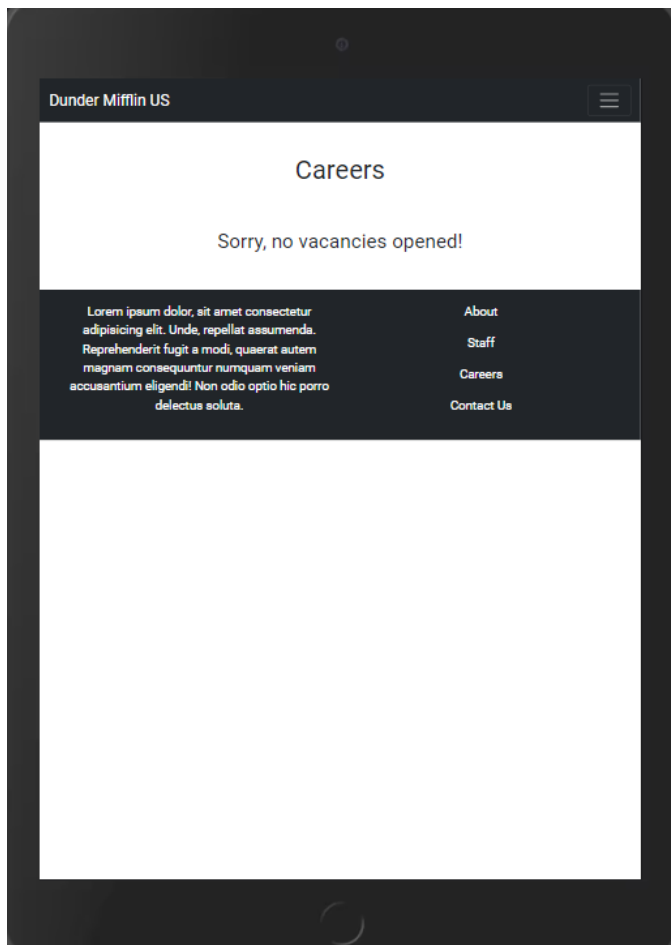 Dunder Mifflin US
Careers
Sorry, no vacancies opened!
Lorem ipsum dolor, sit amet consectetur
adipisicing elit. Unde, repellat assumenda.
Reprehenderit fugit a modi, quaerat autem
magnam consequuntur numquam veniam
accusantium eligendi! Non odio optio hic porro
delectus soluta.
About
Staff
Careers
Contact Us